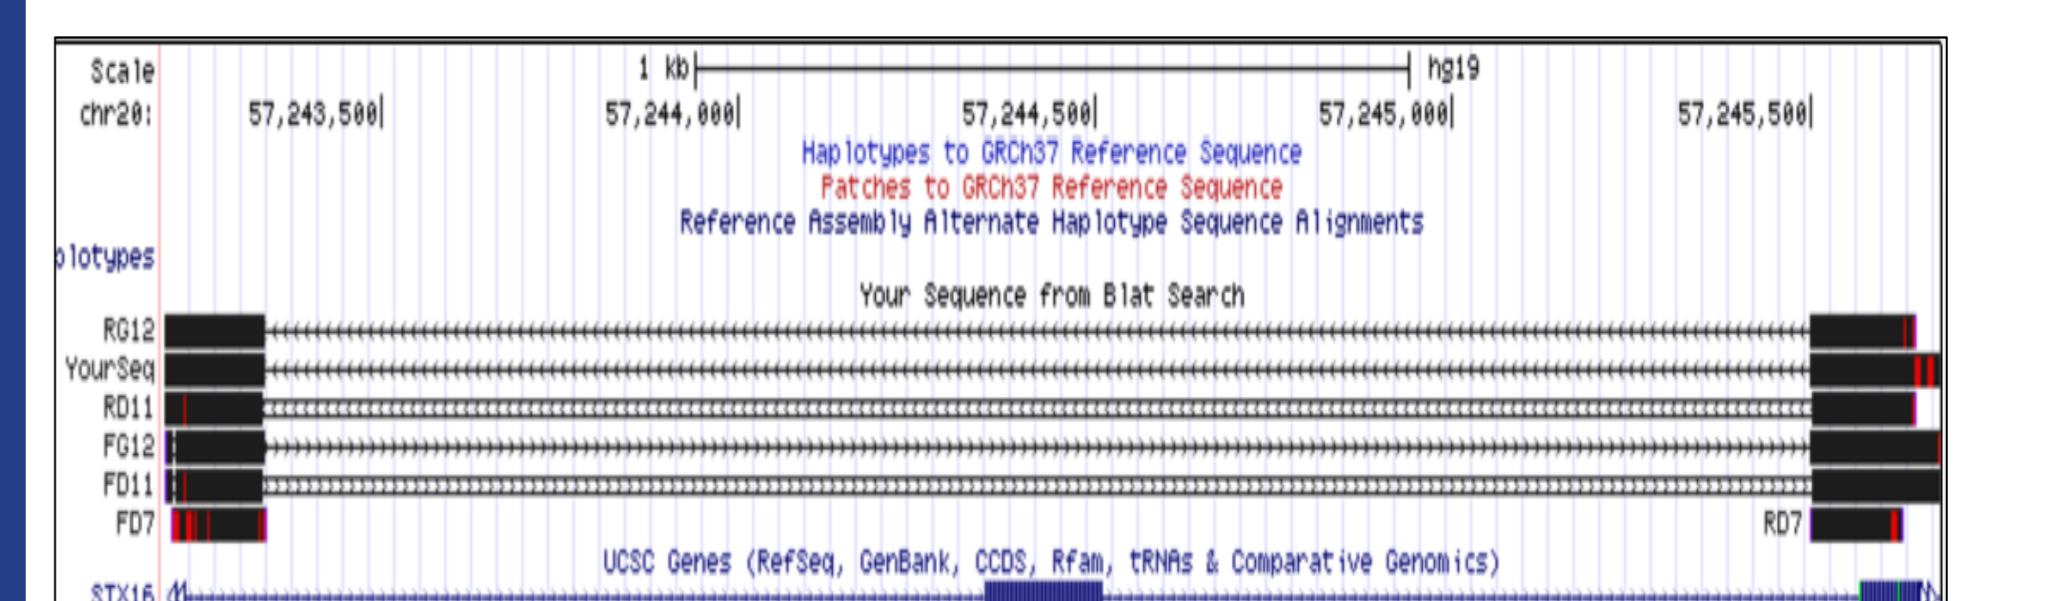 Scale 1 kb hg19
chr20: 57,243,500| 57,244,000| 57,244,500| 57,245,000| 57,245,500|
Haplotypes to GRCh37 Reference Sequence
Patches to GRCh37 Reference Sequence
Reference Assembly Alternate Haplotype Sequence Alignments
plotypes
Your Sequence from Blat Search
RG12
YourSeq
RD11
FG12
FD11
FD7 RD7
UCSC Genes (RefSeq, GenBank, CCDS, Rfam, tRNAs & Comparative Genomics)
STX16